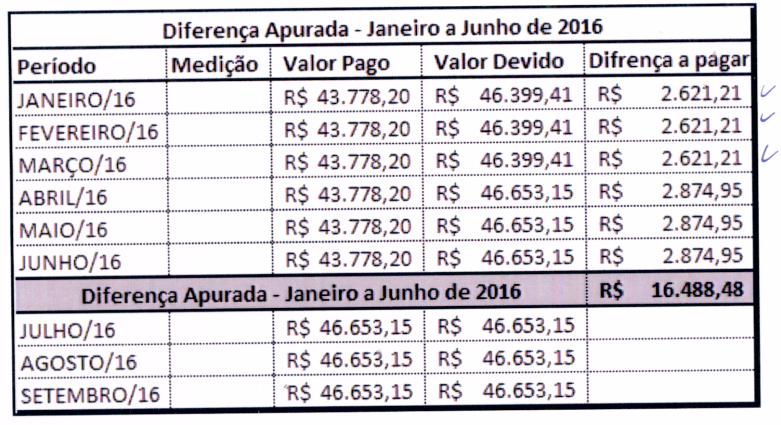 Diferença Apurada - Janeiro a Junho de 2016
Período Medição Valor Pago Valor Devido Difrença a pagar
JANEIRO/16 R$ 43.778,20 R$ 46.399,41 R$ 2.621,21
FEVEREIRO/16 R$ 43.778,20 R$ 46.399,41 R$ 2.621,21
MARÇO/16 R$ 43.778,20 R$ 46.399,41 R$ 2.621,21
ABRIL/16 R$ 43.778,20 R$ 46.653,15 R$ 2.874,95
MAIO/16 R$ 43.778,20 R$ 46.653,15 R$ 2.874,95
JUNHO/16 R$ 43.778,20 R$ 46.653,15 R$ 2.874,95
Diferença Apurada - Janeiro a Junho de 2016 R$ 16.488,48
JULHO/16 R$ 46.653,15 R$ 46.653,15
AGOSTO/16 R$ 46.653,15 R$ 46.653,15
SETEMBRO/16 R$ 46.653,15 R$ 46.653,15